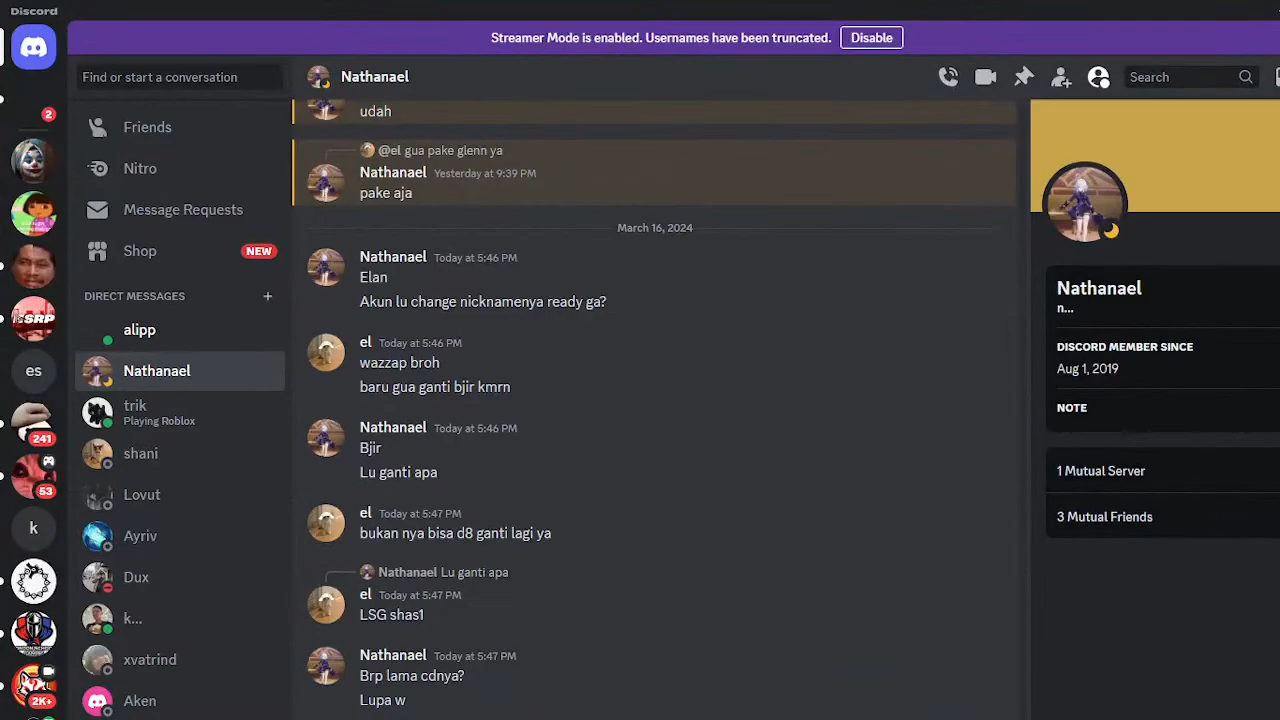 Discord
Streamer Mode is enabled. Usernames have been truncated.
Disable
Find or start a conversation
Nathanael
Search
2
Friends
Nitro
Message Requests
Shop
NEW
DIRECT MESSAGES
alipp
Nathanael
trik
Playing Roblox
shani
Lovut
Ayriv
Dux
k...
xvatrind
Aken
SRP
es
241
53
k
2K+
udah
@el gua pake glenn ya
Nathanael Yesterday at 9:39 PM
pake aja
March 16, 2024
Nathanael Today at 5:46 PM
Elan
Akun lu change nicknamenya ready ga?
el Today at 5:46 PM
wazzap broh
baru gua ganti bjir kmrn
Nathanael Today at 5:46 PM
Bjir
Lu ganti apa
el Today at 5:47 PM
bukan nya bisa d8 ganti lagi ya
Nathanael Lu ganti apa
el Today at 5:47 PM
LSG shas1
Nathanael Today at 5:47 PM
Brp lama cdnya?
Lupa w
Nathanael
n...
DISCORD MEMBER SINCE
Aug 1, 2019
NOTE
1 Mutual Server
3 Mutual Friends